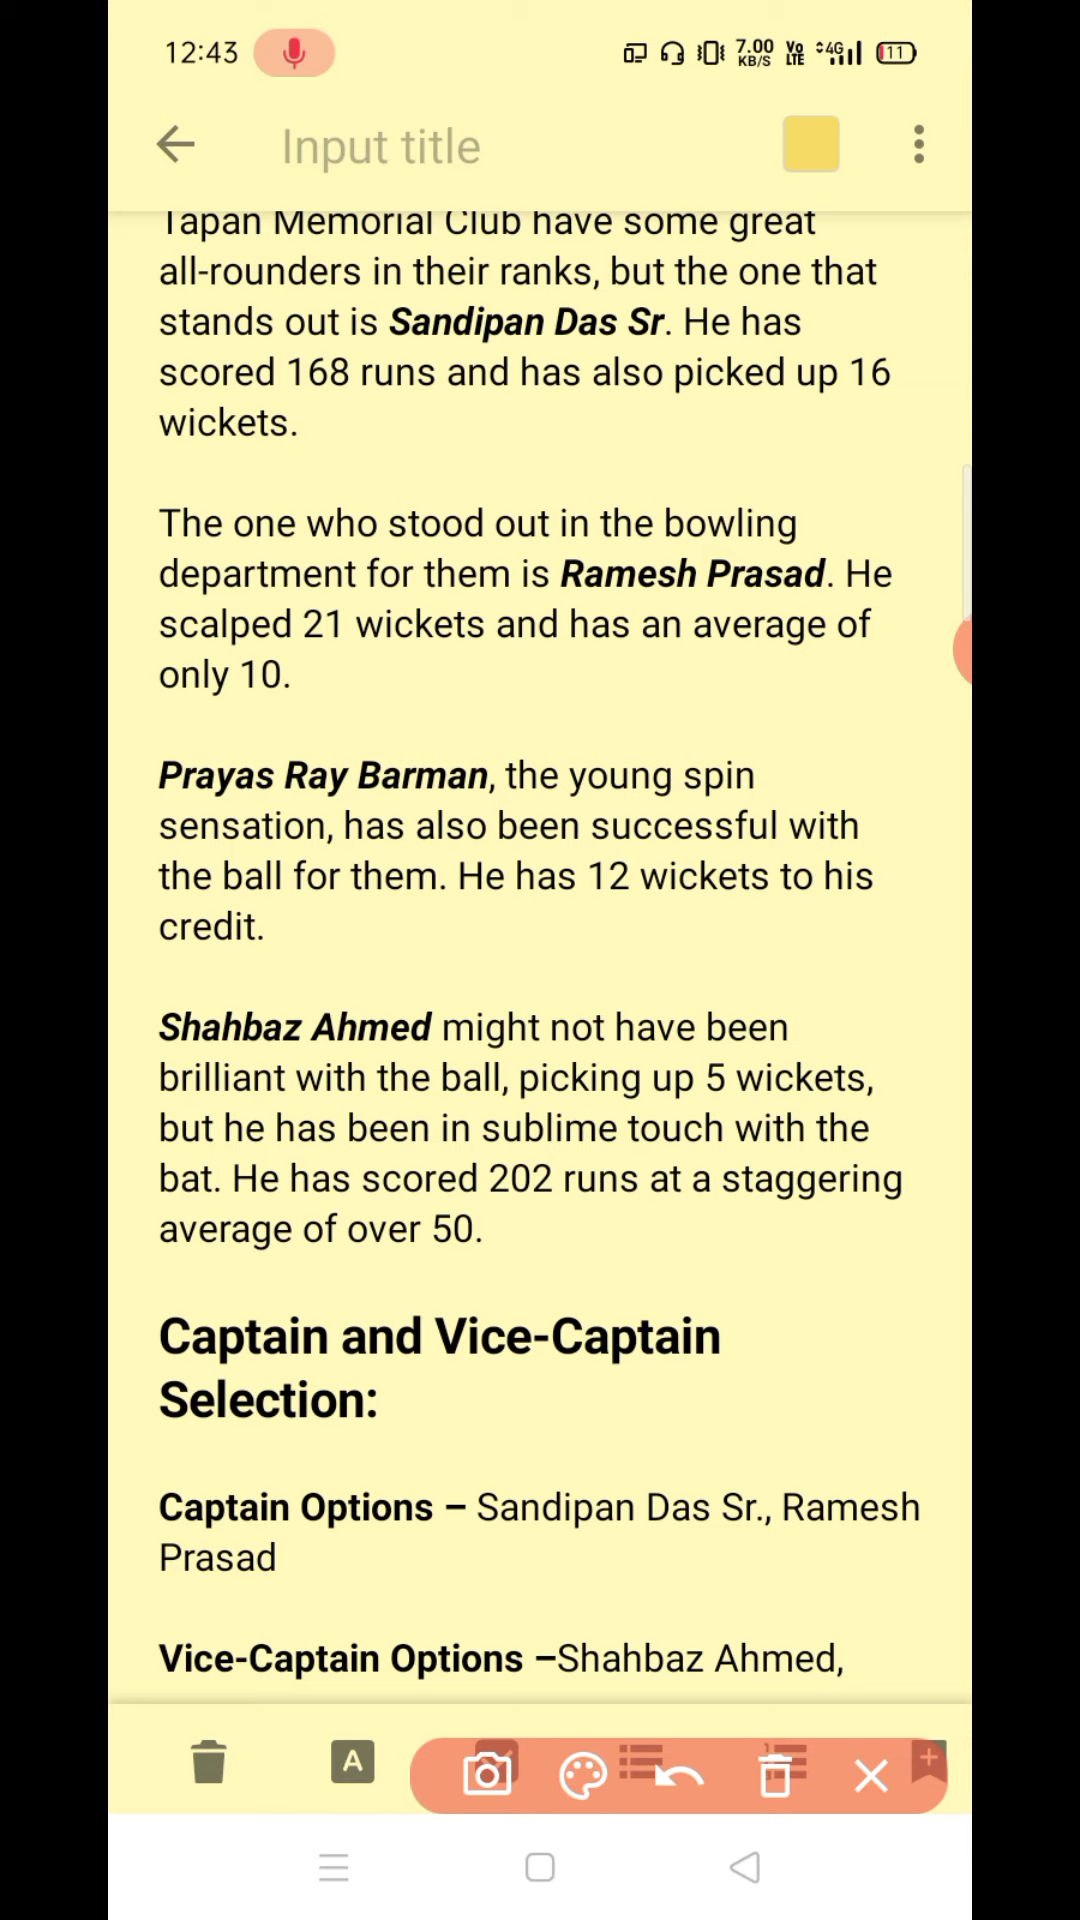 12:43
7.00
KB/S
Vo
LTE
4G
11
Input title
Tapan Memorial Club have some great
all-rounders in their ranks, but the one that
stands out is Sandipan Das Sr. He has
scored 168 runs and has also picked up 16
wickets.
The one who stood out in the bowling
department for them is Ramesh Prasad. He
scalped 21 wickets and has an average of
only 10.
Prayas Ray Barman, the young spin
sensation, has also been successful with
the ball for them. He has 12 wickets to his
credit.
Shahbaz Ahmed might not have been
brilliant with the ball, picking up 5 wickets,
but he has been in sublime touch with the
bat. He has scored 202 runs at a staggering
average of over 50.
Captain and Vice-Captain
Selection:
Captain Options – Sandipan Das Sr., Ramesh
Prasad
Vice-Captain Options –Shahbaz Ahmed,
A